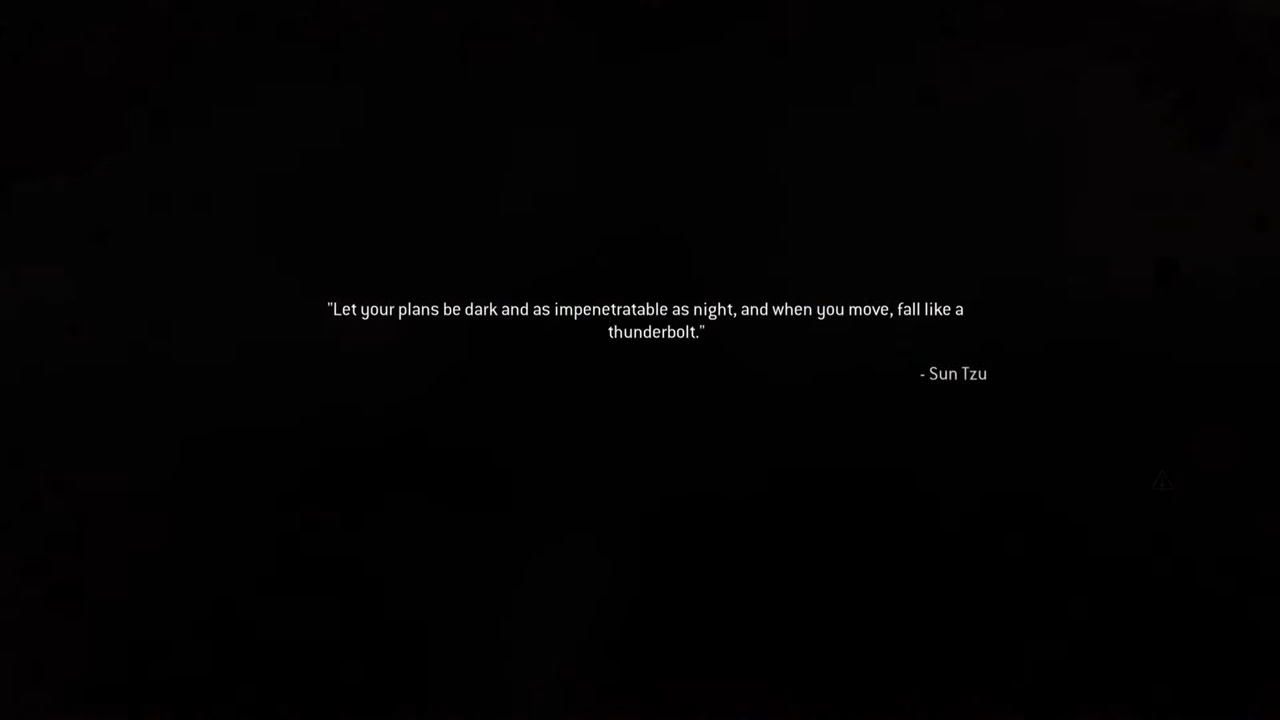 "Let your plans be dark and as impenetratable as night, and when you move, fall like a
thunderbolt."
- Sun Tzu